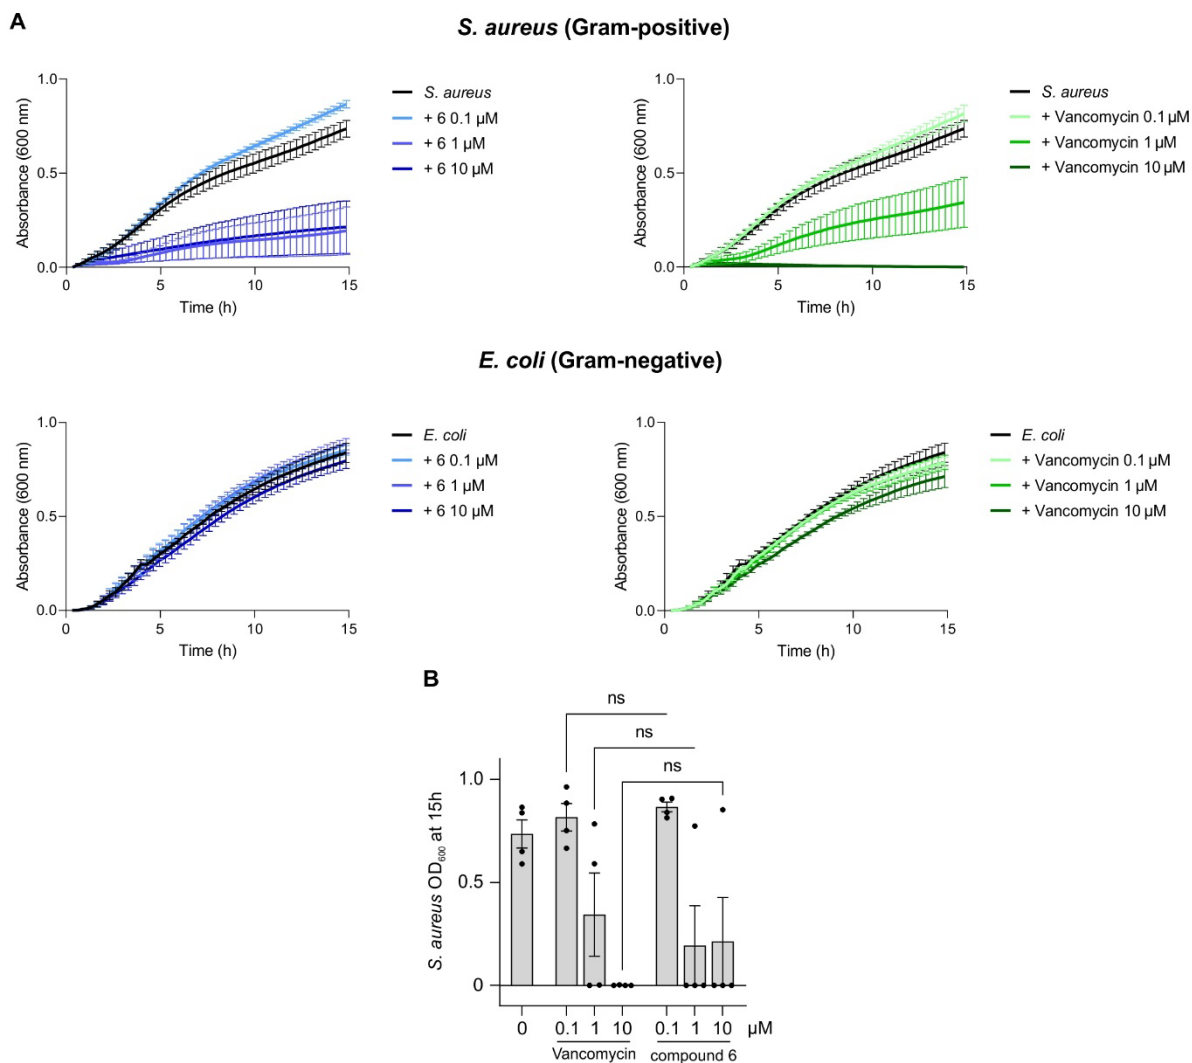 A
S. aureus (Gram-positive)
1.0
0.5
0.0
Absorbance (600 nm)
0
5
10
15
Time (h)
S. aureus
+ 6 0.1 µM
+ 6 1 µM
+ 6 10 µM
1.0
0.5
0.0
Absorbance (600 nm)
0
5
10
15
Time (h)
S. aureus
+ Vancomycin 0.1 µM
+ Vancomycin 1 µM
+ Vancomycin 10 µM
E. coli (Gram-negative)
1.0
0.5
0.0
Absorbance (600 nm)
0
5
10
15
Time (h)
E. coli
+ 6 0.1 µM
+ 6 1 µM
+ 6 10 µM
1.0
0.5
0.0
Absorbance (600 nm)
0
5
10
15
Time (h)
E. coli
+ Vancomycin 0.1 µM
+ Vancomycin 1 µM
+ Vancomycin 10 µM
B
ns
ns
ns
1.0
0.5
0
S. aureus OD600 at 15h
0 0.1 1 10 0.1 1 10 µM
Vancomycin compound 6